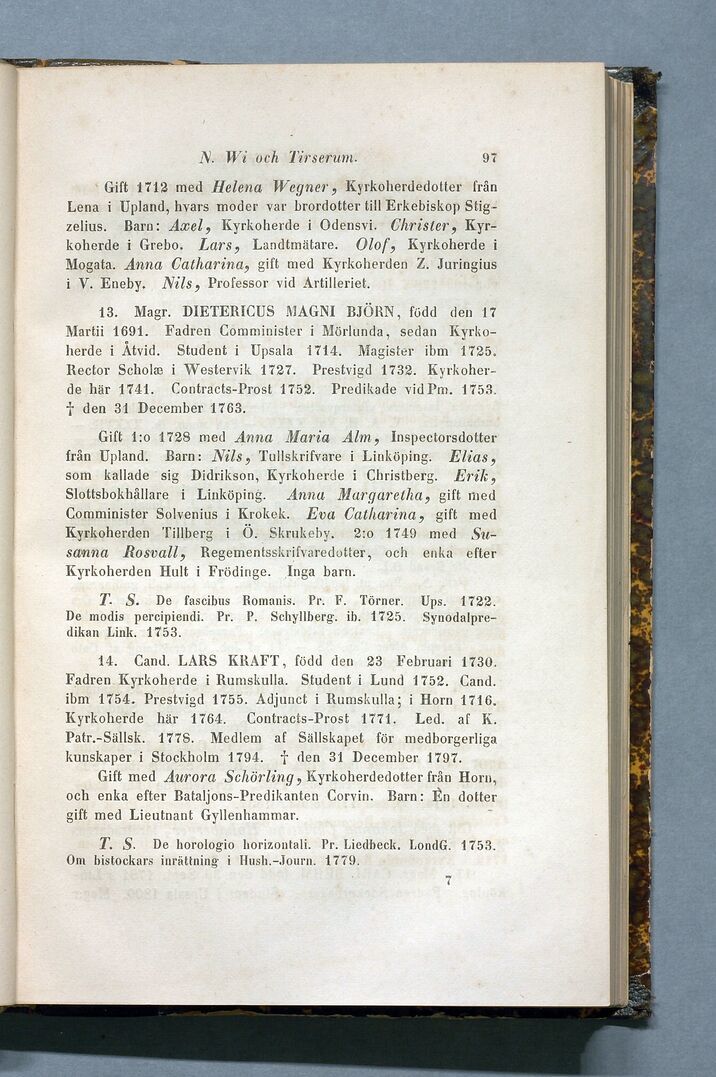 N. Wi och Tirserum. 97
Gift 1712 med Helena Wegner, Kyrkoherdedotter från
Lena i Upland, hvars moder var brordotter till Erkebiskop Stig-
zelius. Barn: Axel, Kyrkoherde i Odensvi. Christer, Kyr-
koherde i Grebo. Lars, Landtmätare. Olof, Kyrkoherde i
Mogata. Anna Catharina, gift med Kyrkoherden Z. Juringius
i V. Eneby. Nils, Professor vid Artilleriet.
13. Magr. DIETERICUS MAGNI BJÖRN, född den 17
Martii 1691. Fadren Comminister i Mörlunda, sedan Kyrko-
herde i Åtvid. Student i Upsala 1714. Magister ibm 1725.
Rector Scholæ i Westervik 1727. Prestvigd 1732. Kyrkoher-
de här 1741. Contracts-Prost 1752. Predikade vid Pm. 1753.
† den 31 December 1763.
Gift 1:o 1728 med Anna Maria Alm, Inspectorsdotter
från Upland. Barn: Nils, Tullskrifvare i Linköping. Elias,
som kallade sig Didrikson, Kyrkoherde i Christberg. Erik,
Slottsbokhållare i Linköping. Anna Margaretha, gift med
Comminister Solvenius i Krokek. Eva Catharina, gift med
Kyrkoherden Tillberg i Ö. Skrukeby. 2:o 1749 med Su-
sanna Rosvall, Regementsskrifvaredotter, och enka efter
Kyrkoherden Hult i Frödinge. Inga barn.
T. S. De fascibus Romanis. Pr. F. Törner. Ups. 1722.
De modis percipiendi. Pr. P. Schyllberg. ib. 1725. Synodalpre-
dikan Link. 1753.
14. Cand. LARS KRAFT, född den 23 Februari 1730.
Fadren Kyrkoherde i Rumskulla. Student i Lund 1752. Cand.
ibm 1754. Prestvigd 1755. Adjunct i Rumskulla; i Horn 1716.
Kyrkoherde här 1764. Contracts-Prost 1771. Led. af K.
Patr.-Sällsk. 1778. Medlem af Sällskapet för medborgerliga
kunskaper i Stockholm 1794. † den 31 December 1797.
Gift med Aurora Schörling, Kyrkoherdedotter från Horn,
och enka efter Bataljons-Predikanten Corvin. Barn: Én dotter
gift med Lieutnant Gyllenhammar.
T. S. De horologio horizontali. Pr. Liedbeck. LondG. 1753.
Om bistockars inrättning i Hush.-Journ. 1779.
7